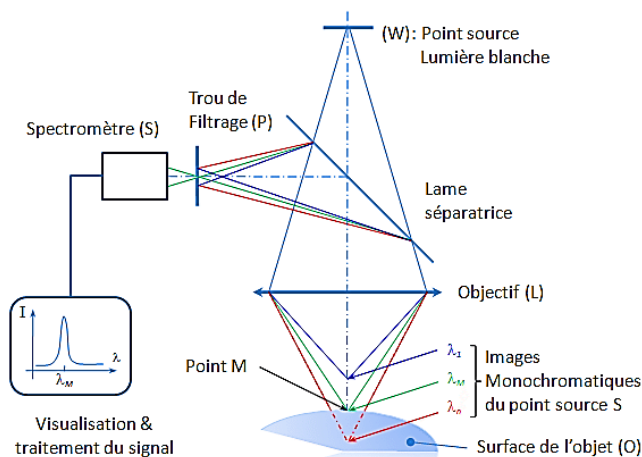 (W) : Point source
Lumière blanche
Trou de
Filtrage (P)
Spectromètre (S)
Lame
séparatrice
Objectif (L)
I
λ
λM
Point M
λ1
λM
λn
Images
Monochromatiques
du point source S
Visualisation &
traitement du signal
Surface de l'objet (O)